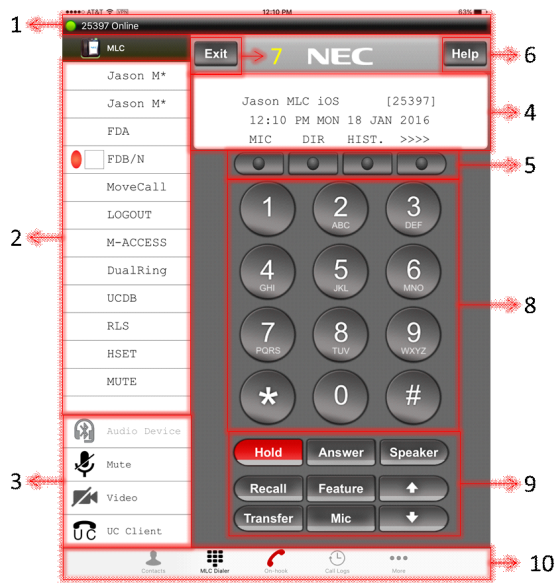 AT&T 12:10 PM 63%
1 25397 Online
MLC Exit 7 NEC Help 6
Jason M*
Jason M*
FDA
FDB/N
MoveCall
LOGOUT
M-ACCESS
DualRing
UCDB
RLS
HSET
MUTE
2
Jason MLC iOS [25397]
12:10 PM MON 18 JAN 2016
MIC DIR HIST. >>>>
4
5
1 2 ABC 3 DEF
4 GHI 5 JKL 6 MNO
7 PQRS 8 TUV 9 WXYZ
* 0 #
8
3
Audio Device
Mute
Video
UC UC Client
Hold Answer Speaker
Recall Feature
Transfer Mic
9
Contacts MLC Dialer On-hook Call Logs More
10